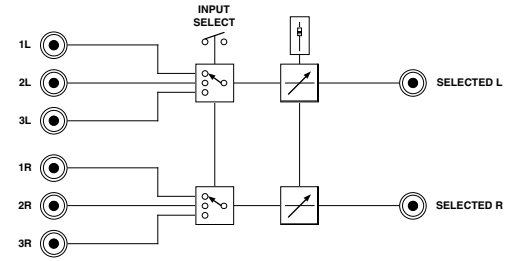 INPUT
SELECT
1L
2L
3L
SELECTED L
1R
2R
3R
SELECTED R